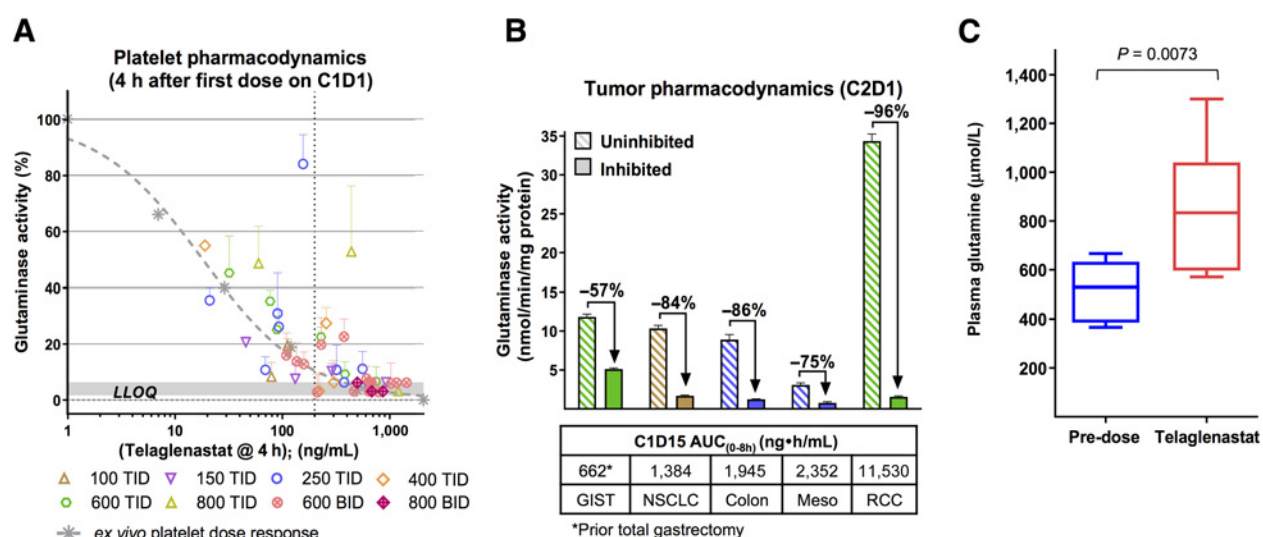 A
Platelet pharmacodynamics
(4 h after first dose on C1D1)
Glutaminase activity (%)
100
80
60
40
20
0
LLOQ
1
10
100
1,000
(Telaglenastat @ 4 h); (ng/mL)
100 TID
150 TID
250 TID
400 TID
600 TID
800 TID
600 BID
800 BID
ex vivo platelet dose response
B
Tumor pharmacodynamics (C2D1)
Glutaminase activity
(nmol/min/mg protein)
35
30
25
20
15
10
5
Uninhibited
Inhibited
–57%
–84%
–86%
–75%
–96%
C1D15 AUC(0-8h) (ng•h/mL)
662* 1,384 1,945 2,352 11,530
GIST NSCLC Colon Meso RCC
*Prior total gastrectomy
C
P = 0.0073
Plasma glutamine (μmol/L)
1,400
1,200
1,000
800
600
400
200
Pre-dose Telaglenastat